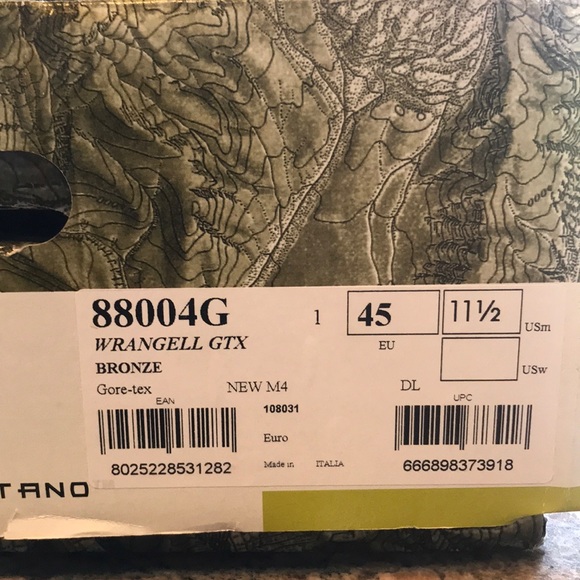 88004G 1 45 11½ USm
WRANGELL GTX EU
BRONZE USw
Gore-tex NEW M4 DL
EAN 108031 UPC
Euro
8025228531282 Made in ITALIA 666898373918
TANO